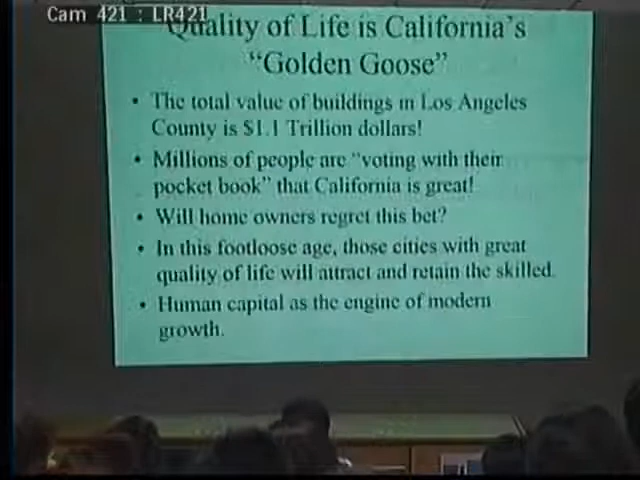 Cam 421 : LR421
Quality of Life is California's
“Golden Goose”
• The total value of buildings in Los Angeles
County is $1.1 Trillion dollars!
• Millions of people are “voting with their
pocket book” that California is great!
• Will home owners regret this bet?
• In this footloose age, those cities with great
quality of life will attract and retain the skilled.
• Human capital as the engine of modern
growth.